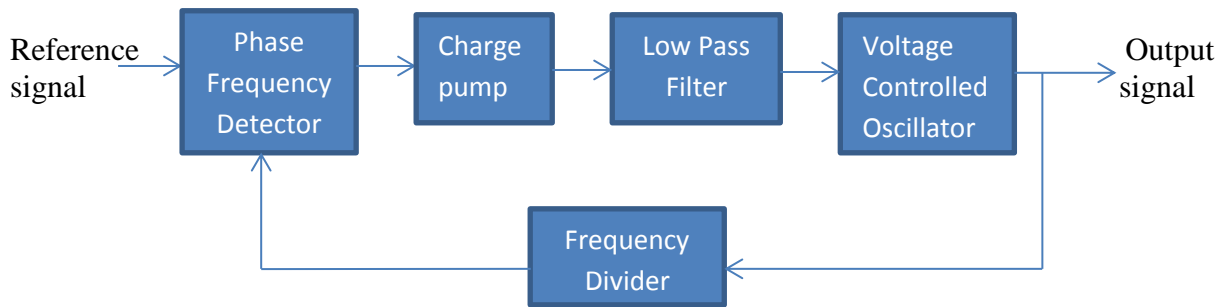 Reference
signal
Phase
Frequency
Detector
Charge
pump
Low Pass
Filter
Voltage
Controlled
Oscillator
Output
signal
Frequency
Divider